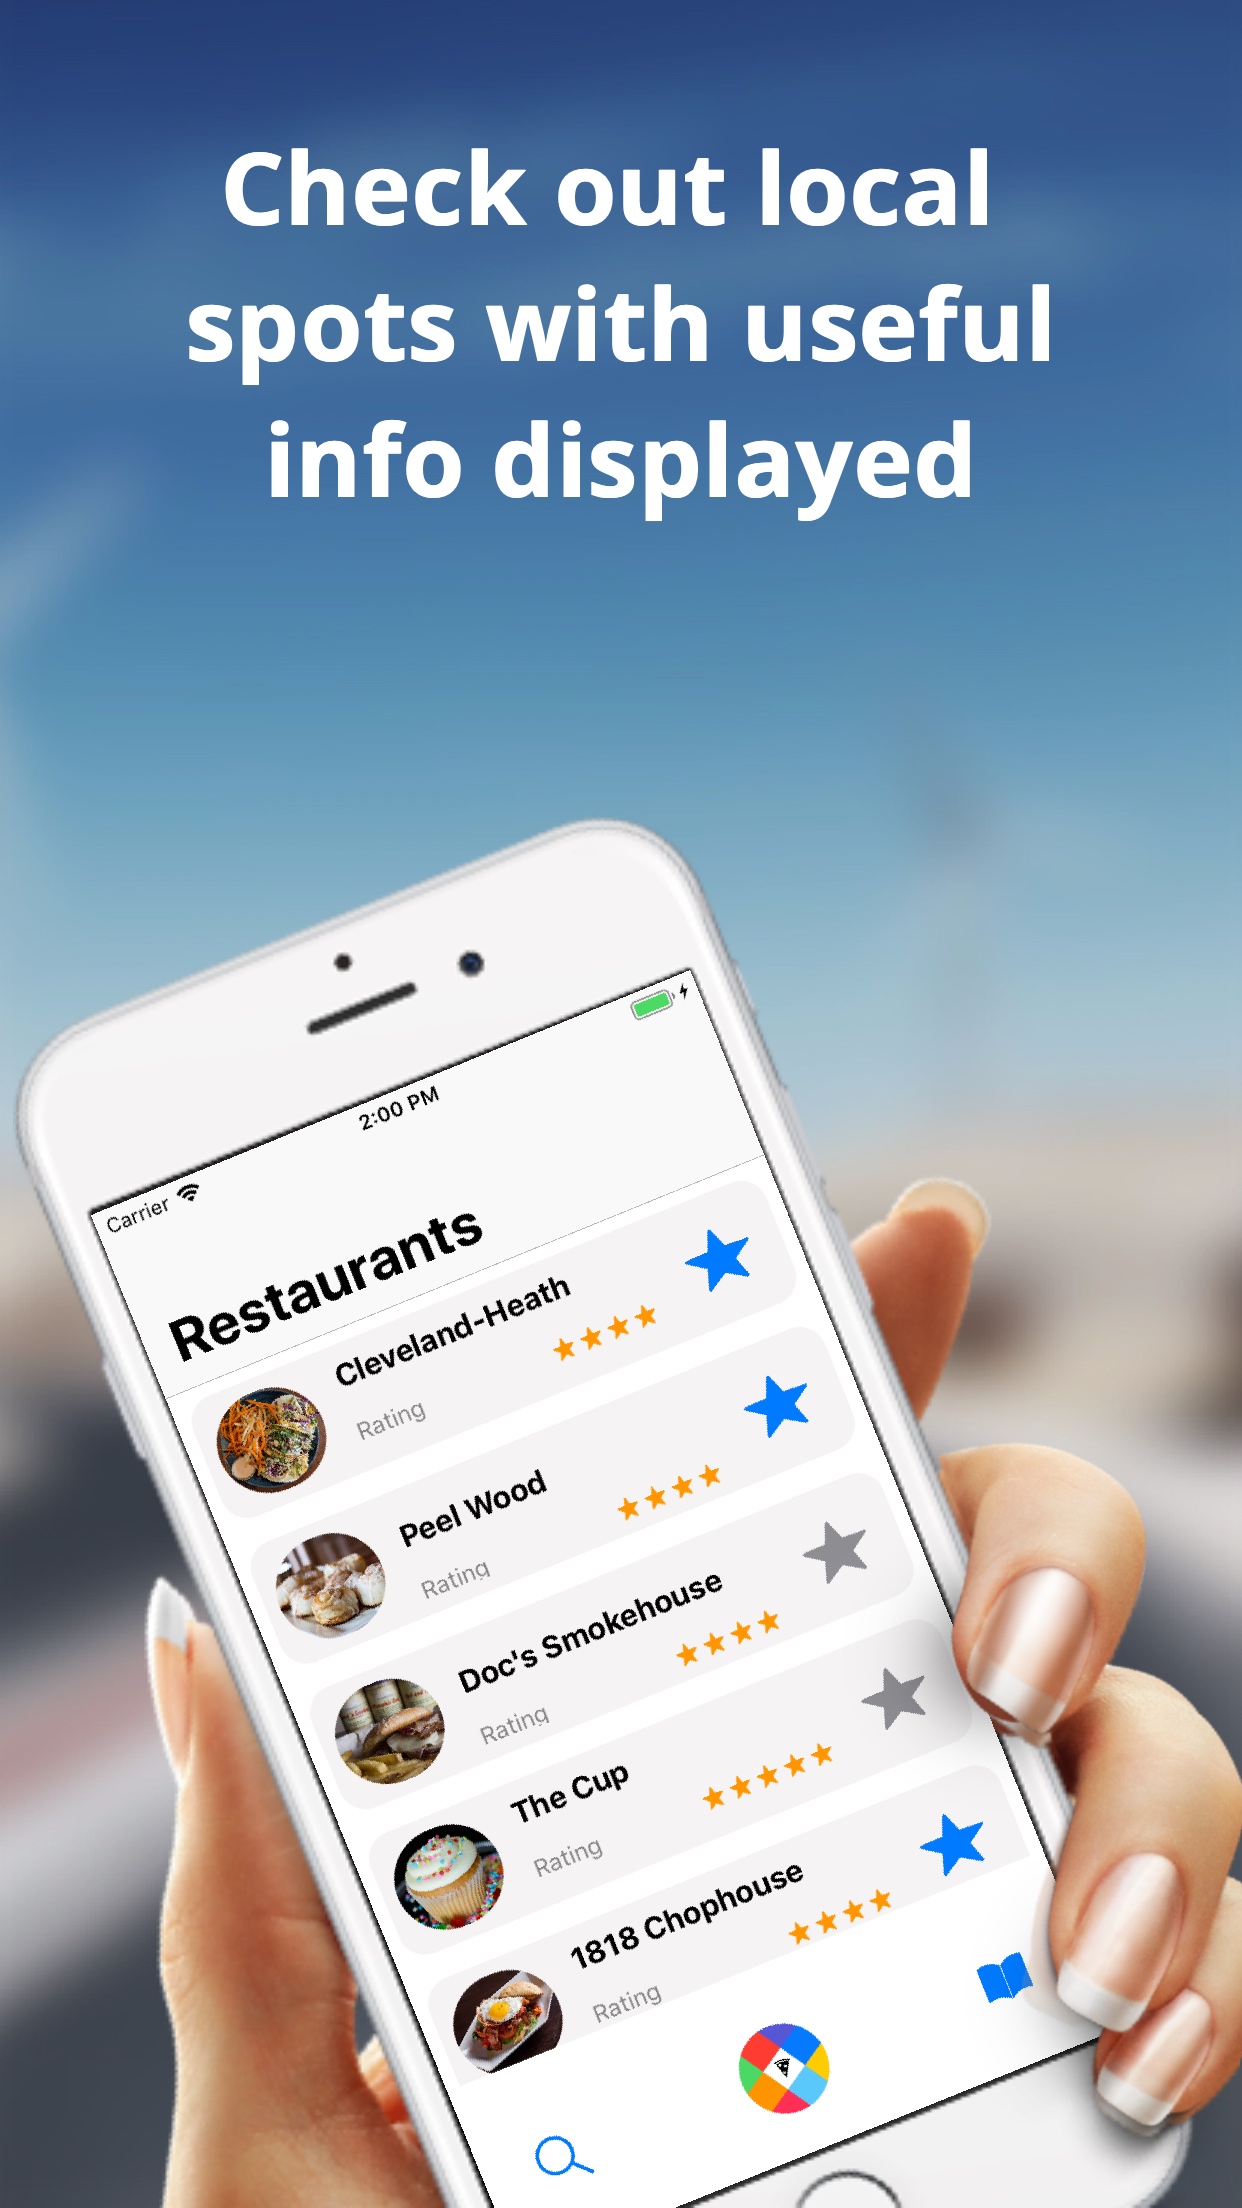 Check out local
spots with useful
info displayed
Carrier
2:00 PM
Restaurants
Cleveland-Heath
Rating
Peel Wood
Rating
Doc's Smokehouse
Rating
The Cup
Rating
1818 Chophouse
Rating